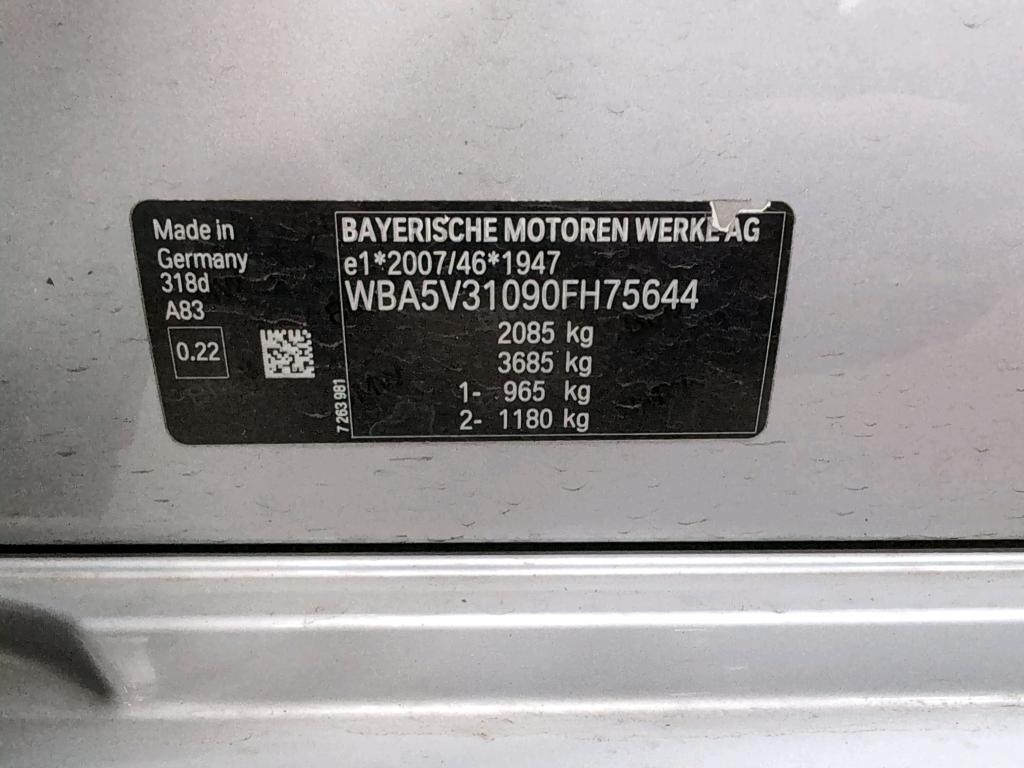 Made in
Germany
318d
A83
0.22
7 263 981
BAYERISCHE MOTOREN WERKE AG
e1*2007/46*1947
WBA5V31090FH75644
2085 kg
3685 kg
1- 965 kg
2- 1180 kg